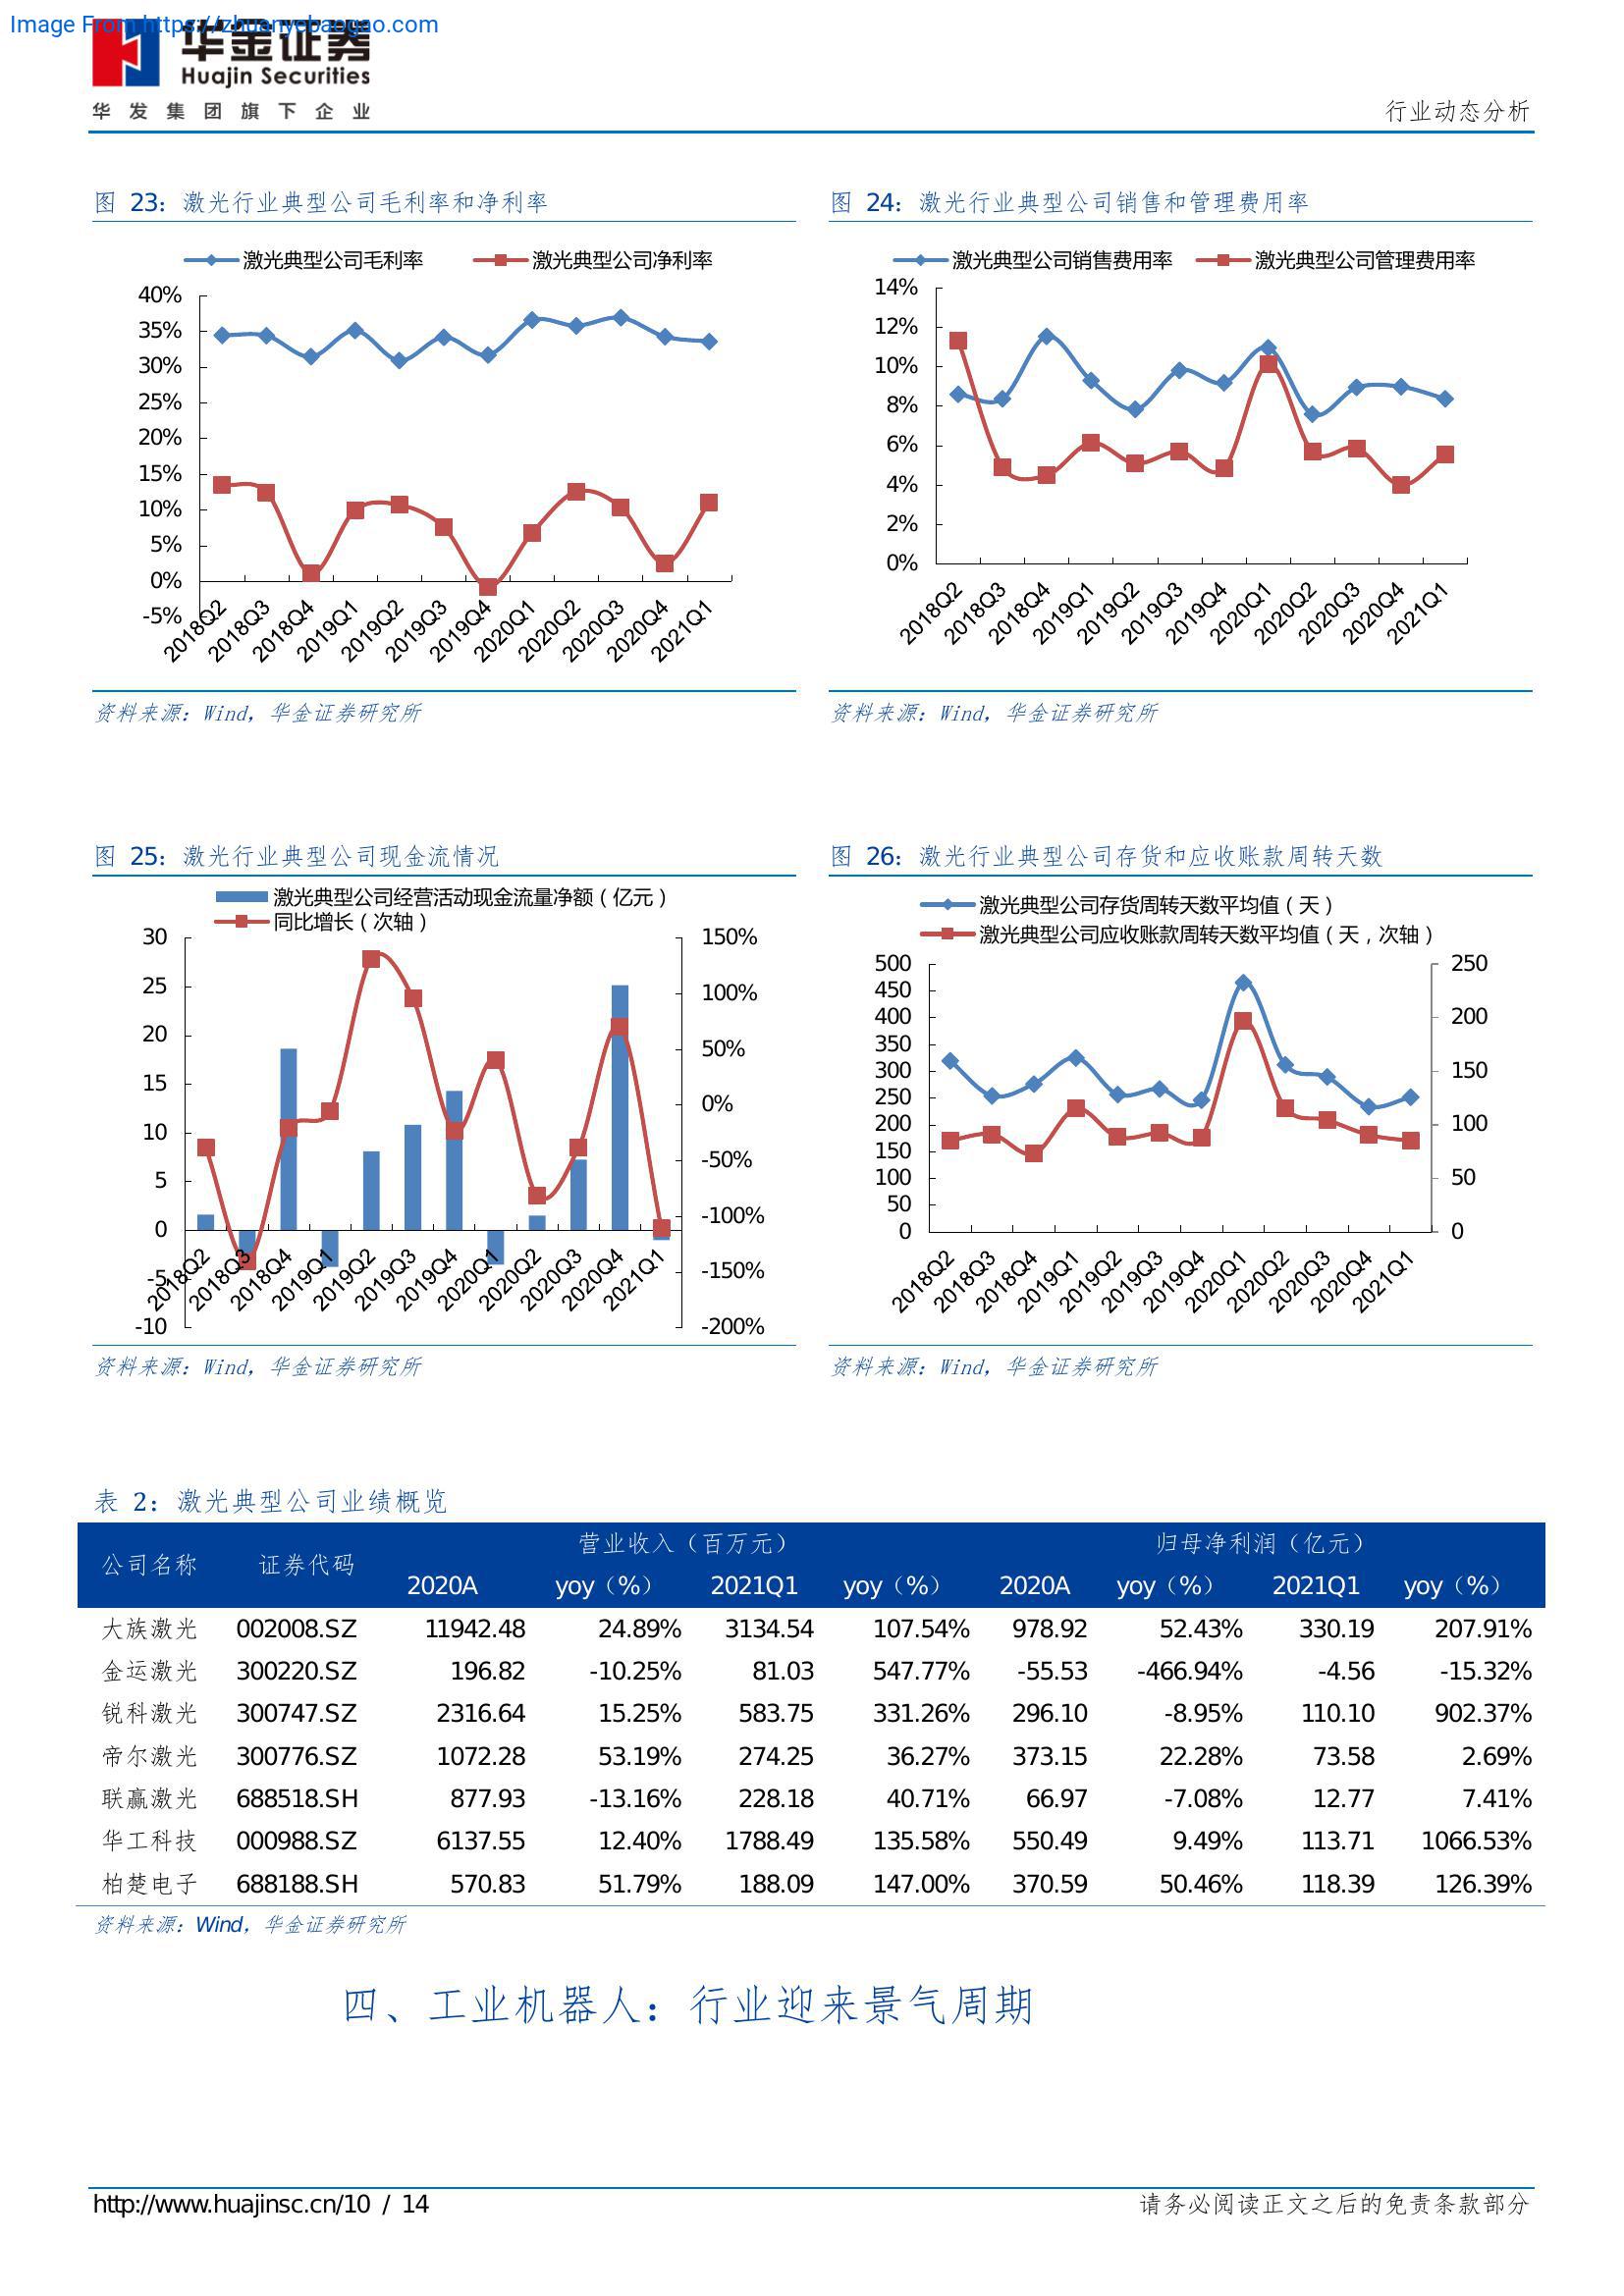 Image From https://zhuanyebaogao.com
华金证券
Huajin Securities
华发集团旗下企业
行业动态分析
图 23：激光行业典型公司毛利率和净利率
激光典型公司毛利率 激光典型公司净利率
40%
35%
30%
25%
20%
15%
10%
5%
0%
-5%
2018Q2 2018Q3 2018Q4 2019Q1 2019Q2 2019Q3 2019Q4 2020Q1 2020Q2 2020Q3 2020Q4 2021Q1
资料来源：Wind，华金证券研究所
图 24：激光行业典型公司销售和管理费用率
激光典型公司销售费用率 激光典型公司管理费用率
14%
12%
10%
8%
6%
4%
2%
0%
2018Q2 2018Q3 2018Q4 2019Q1 2019Q2 2019Q3 2019Q4 2020Q1 2020Q2 2020Q3 2020Q4 2021Q1
资料来源：Wind，华金证券研究所
图 25：激光行业典型公司现金流情况
激光典型公司经营活动现金流量净额（亿元）
同比增长（次轴）
30 150%
25 100%
20 50%
15 0%
10 -50%
5 -100%
0 -150%
-5 -200%
-10
2018Q2 2018Q3 2018Q4 2019Q1 2019Q2 2019Q3 2019Q4 2020Q1 2020Q2 2020Q3 2020Q4 2021Q1
资料来源：Wind，华金证券研究所
图 26：激光行业典型公司存货和应收账款周转天数
激光典型公司存货周转天数平均值（天）
激光典型公司应收账款周转天数平均值（天，次轴）
500 250
450
400 200
350
300 150
250
200 100
150
100 50
50
0 0
2018Q2 2018Q3 2018Q4 2019Q1 2019Q2 2019Q3 2019Q4 2020Q1 2020Q2 2020Q3 2020Q4 2021Q1
资料来源：Wind，华金证券研究所
表 2：激光典型公司业绩概览
公司名称 证券代码 营业收入（百万元） 归母净利润（亿元）
2020A yoy（%） 2021Q1 yoy（%） 2020A yoy（%） 2021Q1 yoy（%）
大族激光 002008.SZ 11942.48 24.89% 3134.54 107.54% 978.92 52.43% 330.19 207.91%
金运激光 300220.SZ 196.82 -10.25% 81.03 547.77% -55.53 -466.94% -4.56 -15.32%
锐科激光 300747.SZ 2316.64 15.25% 583.75 331.26% 296.10 -8.95% 110.10 902.37%
帝尔激光 300776.SZ 1072.28 53.19% 274.25 36.27% 373.15 22.28% 73.58 2.69%
联赢激光 688518.SH 877.93 -13.16% 228.18 40.71% 66.97 -7.08% 12.77 7.41%
华工科技 000988.SZ 6137.55 12.40% 1788.49 135.58% 550.49 9.49% 113.71 1066.53%
柏楚电子 688188.SH 570.83 51.79% 188.09 147.00% 370.59 50.46% 118.39 126.39%
资料来源：Wind，华金证券研究所
四、工业机器人：行业迎来景气周期
http://www.huajinsc.cn/10 / 14
请务必阅读正文之后的免责条款部分